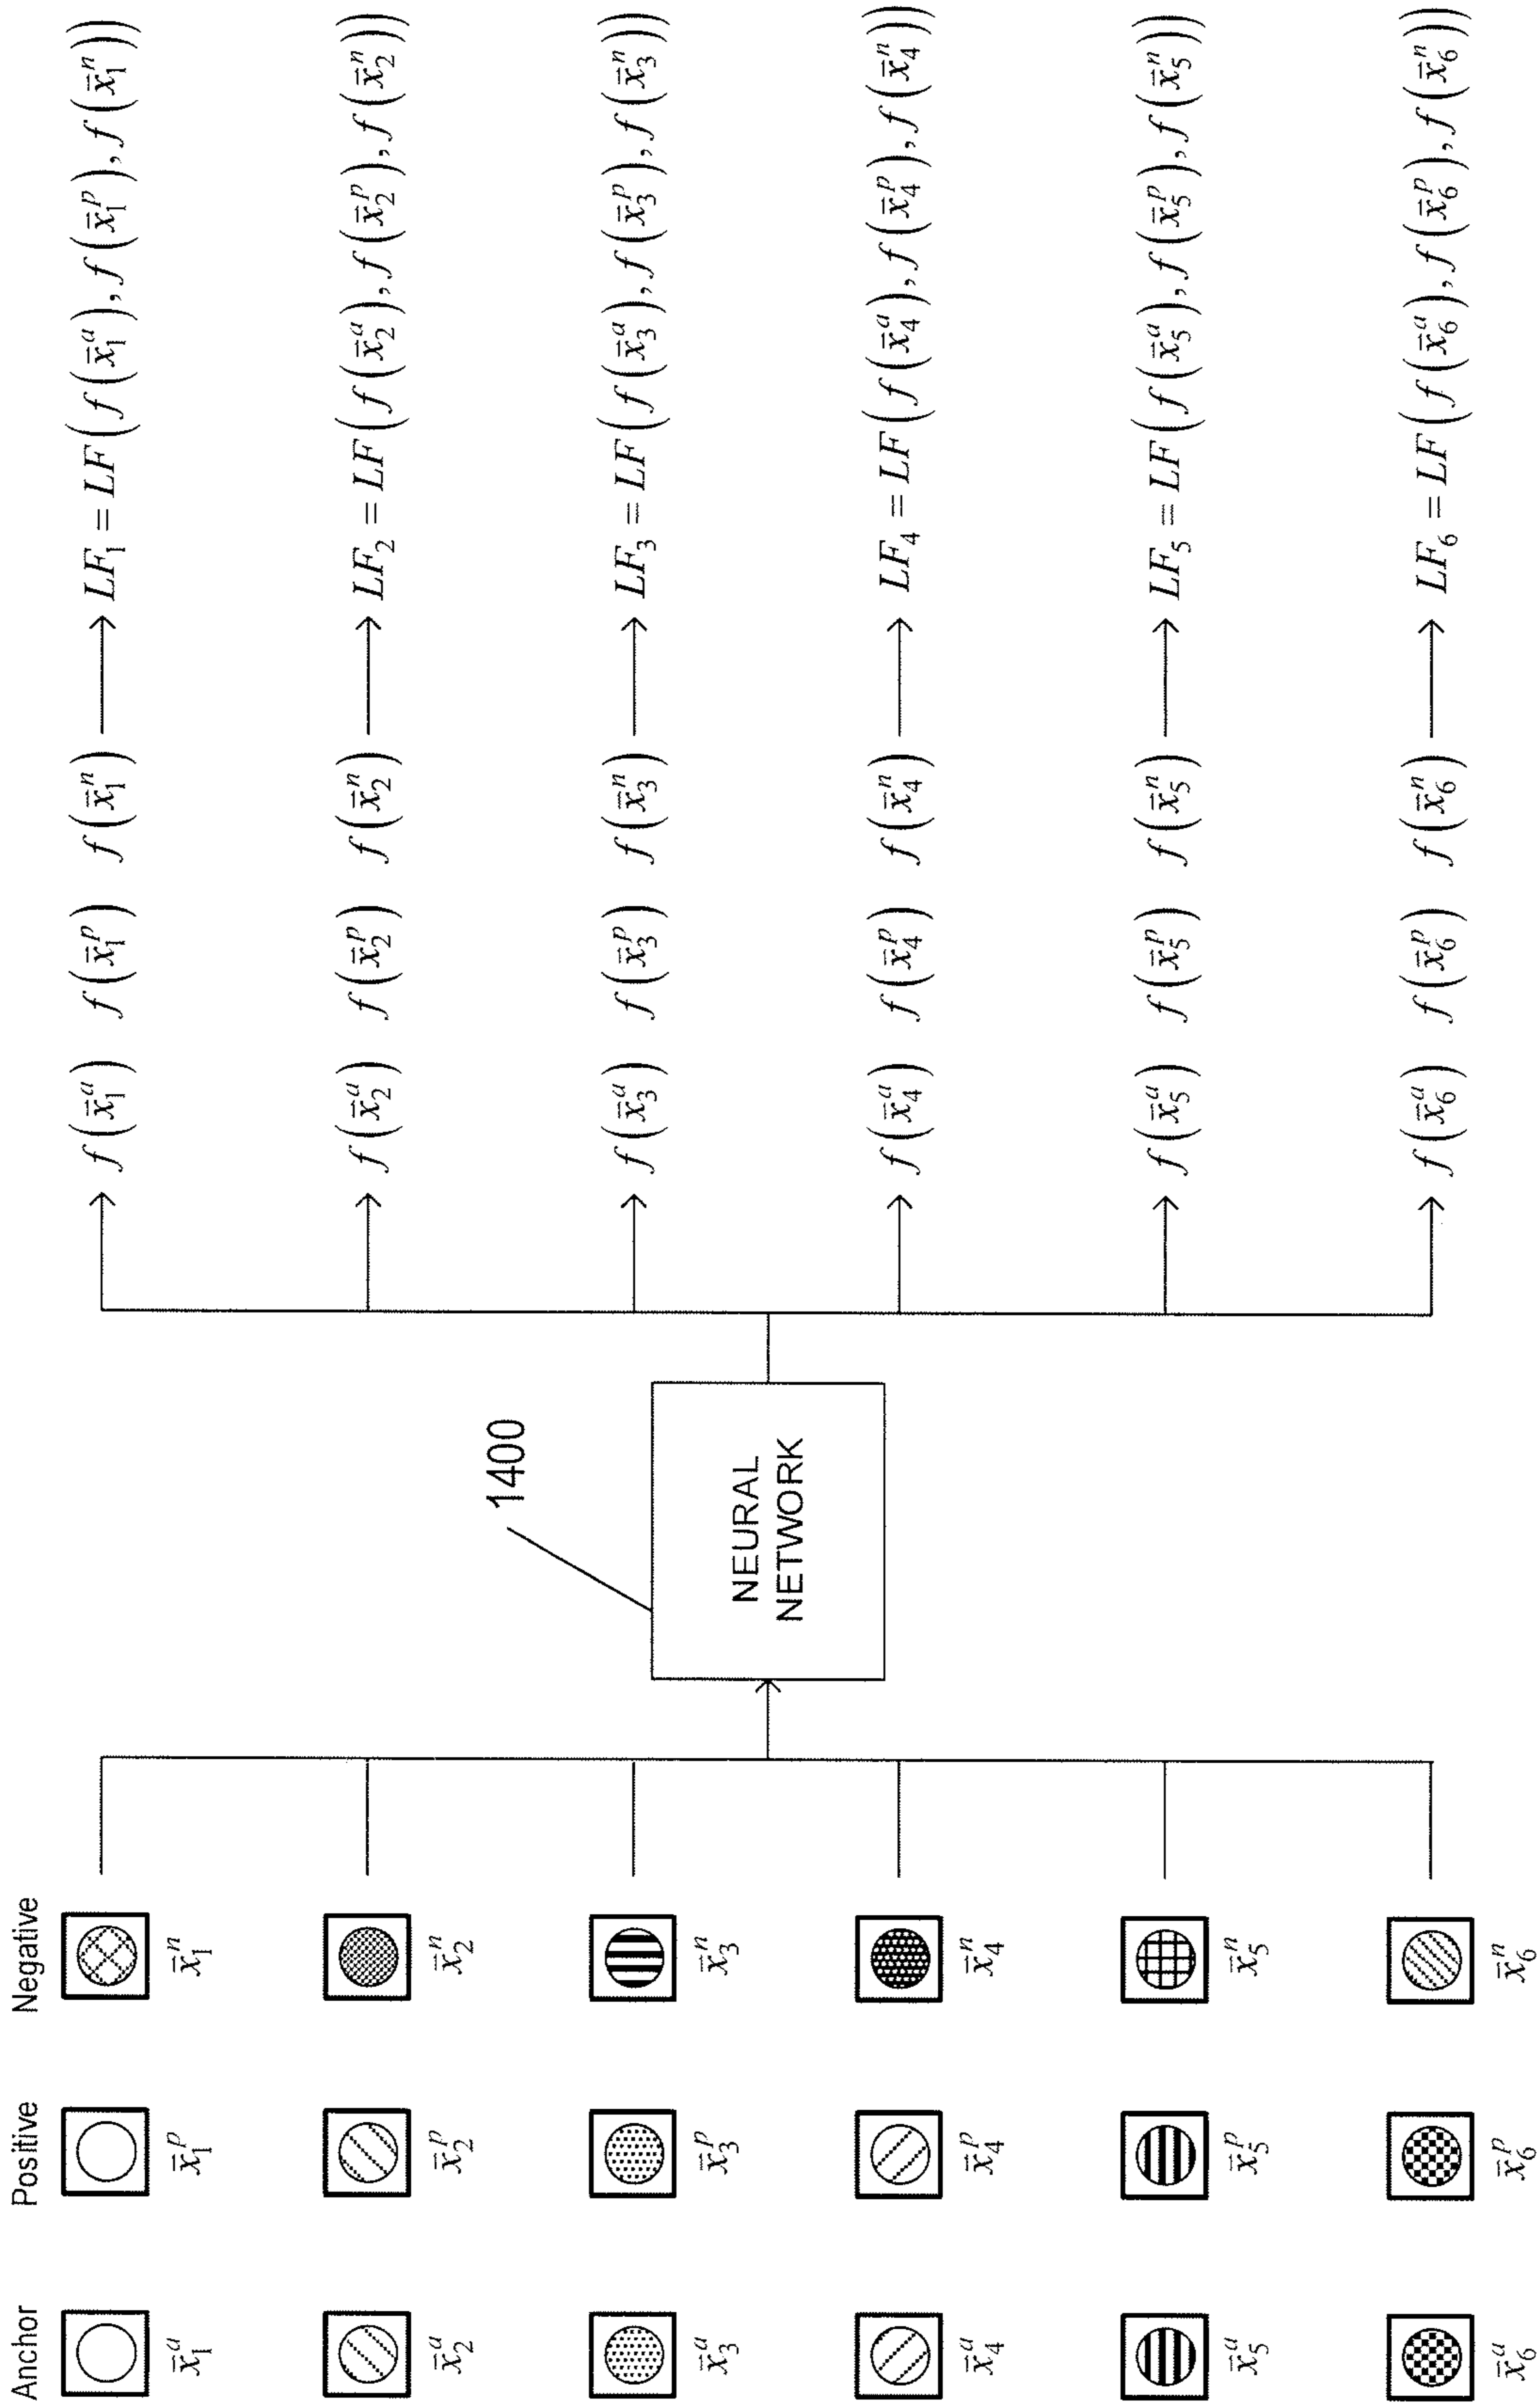 Anchor Positive Negative
x̄₁ᵃ x̄₁ᵖ x̄₁ⁿ
x̄₂ᵃ x̄₂ᵖ x̄₂ⁿ
x̄₃ᵃ x̄₃ᵖ x̄₃ⁿ
x̄₄ᵃ x̄₄ᵖ x̄₄ⁿ
x̄₅ᵃ x̄₅ᵖ x̄₅ⁿ
x̄₆ᵃ x̄₆ᵖ x̄₆ⁿ
1400
NEURAL
NETWORK
f(x̄₁ᵃ) f(x̄₁ᵖ) f(x̄₁ⁿ) → LF₁ = LF(f(x̄₁ᵃ), f(x̄₁ᵖ), f(x̄₁ⁿ))
f(x̄₂ᵃ) f(x̄₂ᵖ) f(x̄₂ⁿ) → LF₂ = LF(f(x̄₂ᵃ), f(x̄₂ᵖ), f(x̄₂ⁿ))
f(x̄₃ᵃ) f(x̄₃ᵖ) f(x̄₃ⁿ) → LF₃ = LF(f(x̄₃ᵃ), f(x̄₃ᵖ), f(x̄₃ⁿ))
f(x̄₄ᵃ) f(x̄₄ᵖ) f(x̄₄ⁿ) → LF₄ = LF(f(x̄₄ᵃ), f(x̄₄ᵖ), f(x̄₄ⁿ))
f(x̄₅ᵃ) f(x̄₅ᵖ) f(x̄₅ⁿ) → LF₅ = LF(f(x̄₅ᵃ), f(x̄₅ᵖ), f(x̄₅ⁿ))
f(x̄₆ᵃ) f(x̄₆ᵖ) f(x̄₆ⁿ) → LF₆ = LF(f(x̄₆ᵃ), f(x̄₆ᵖ), f(x̄₆ⁿ))